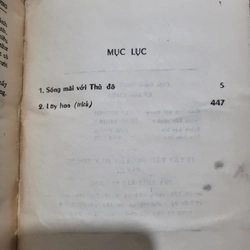 MỤC LỤC
1. Sống mãi với Thủ đô 5
2. Lũy hoa (trích) 447